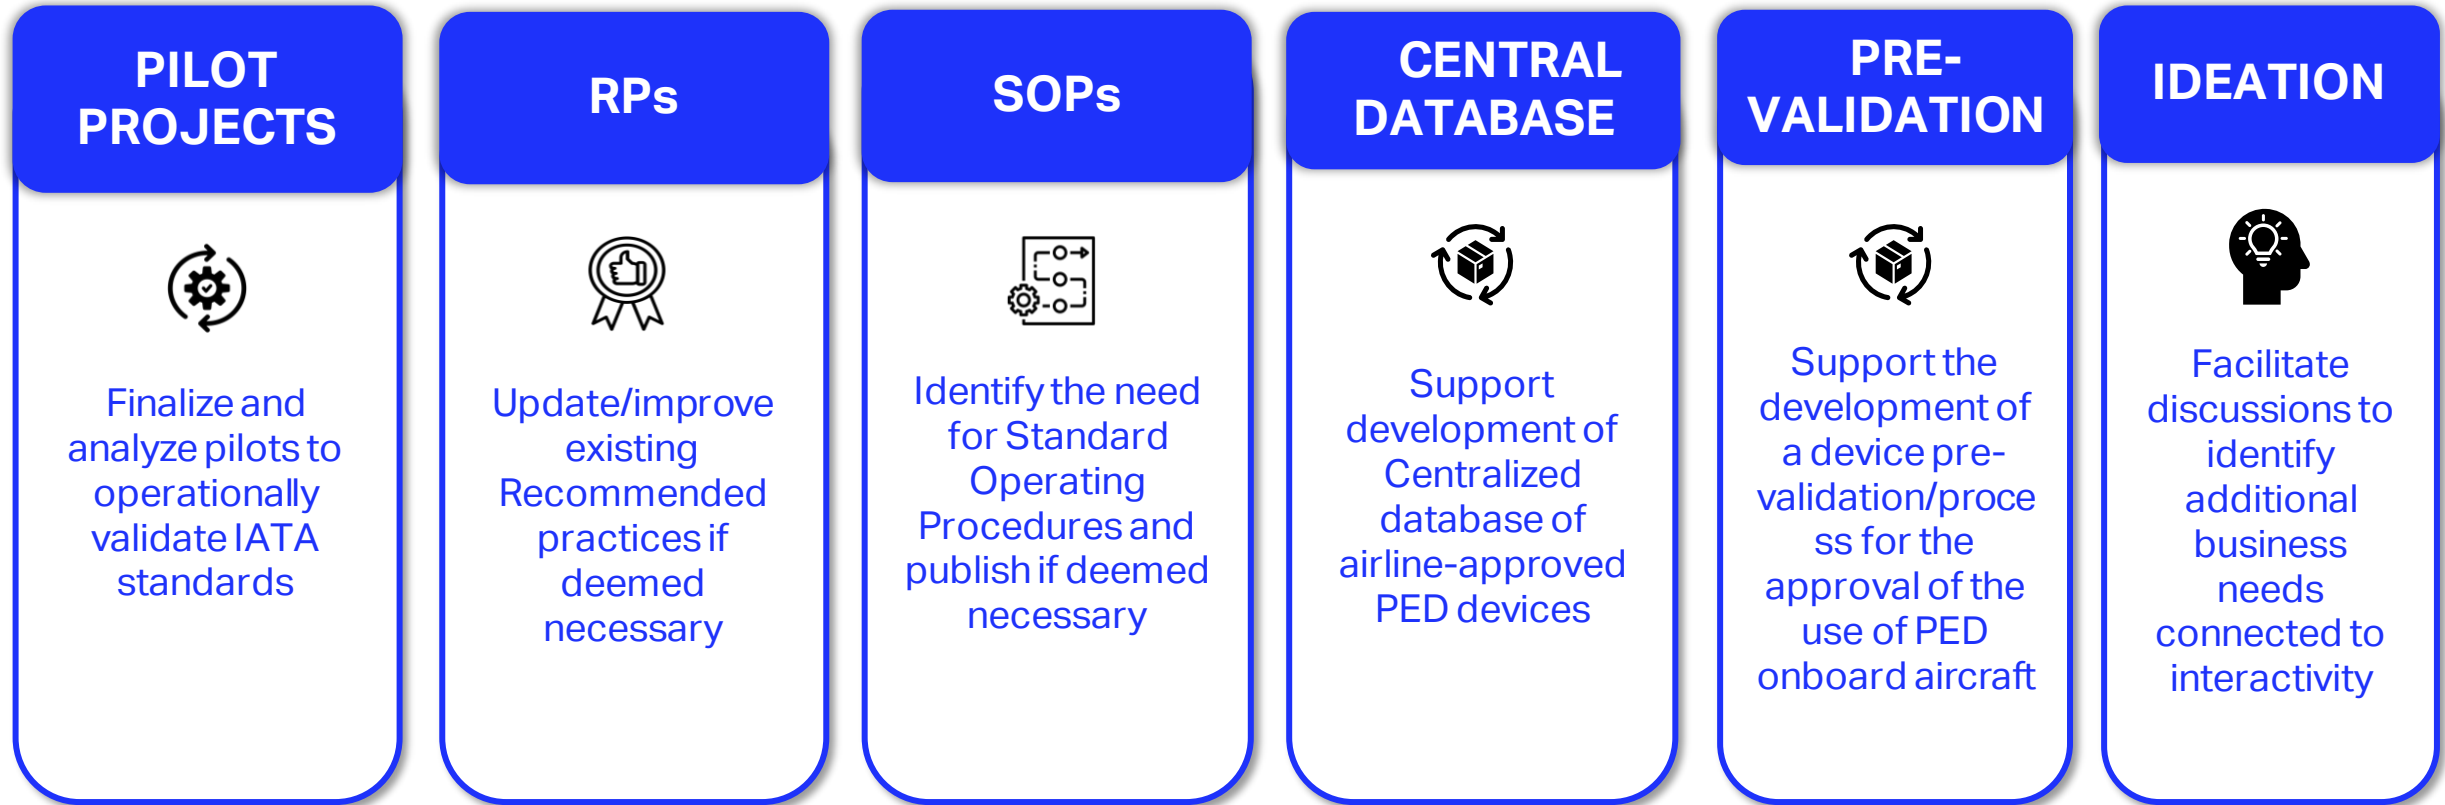 PILOT
PROJECTS
Finalize and
analyze pilots to
operationally
validate IATA
standards
RPs
Update/improve
existing
Recommended
practices if
deemed
necessary
SOPs
Identify the need
for Standard
Operating
Procedures and
publish if deemed
necessary
CENTRAL
DATABASE
Support
development of
Centralized
database of
airline-approved
PED devices
PRE-
VALIDATION
Support the
development of
a device pre-
validation/proce
ss for the
approval of the
use of PED
onboard aircraft
IDEATION
Facilitate
discussions to
identify
additional
business
needs
connected to
interactivity